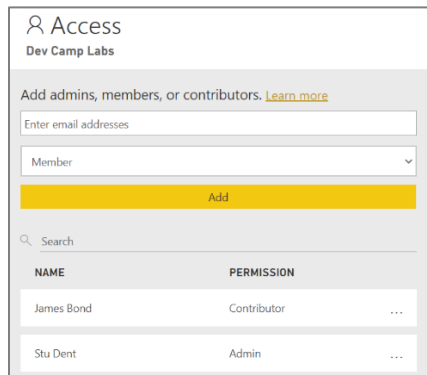 Access
Dev Camp Labs
Add admins, members, or contributors. Learn more
Enter email addresses
Member
Add
Search
NAME PERMISSION
James Bond Contributor ...
Stu Dent Admin ...